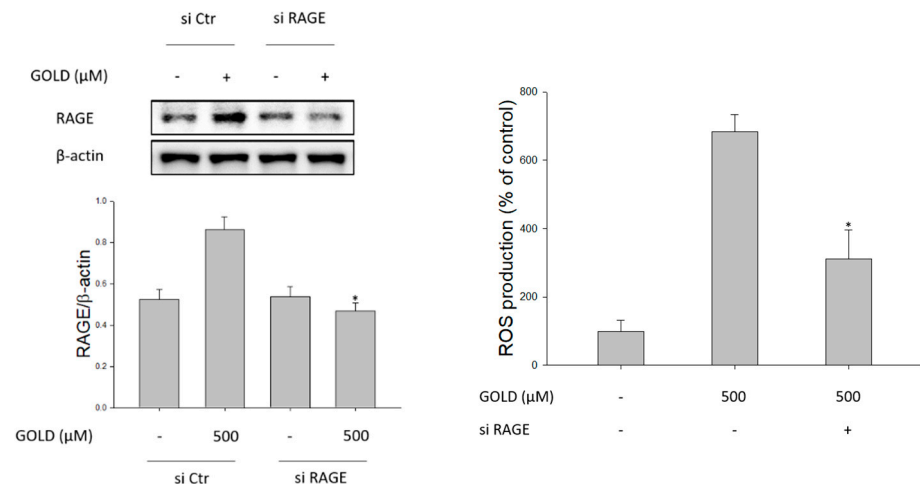 si Ctr si RAGE
GOLD (μM) - + - +
RAGE
β-actin
RAGE/β-actin
1.0
0.8
0.6
0.4
0.2
0.0
*
GOLD (μM) - 500 - 500
si Ctr si RAGE
ROS production (% of control)
800
600
400
200
0
*
GOLD (μM) - 500 500
si RAGE - - +